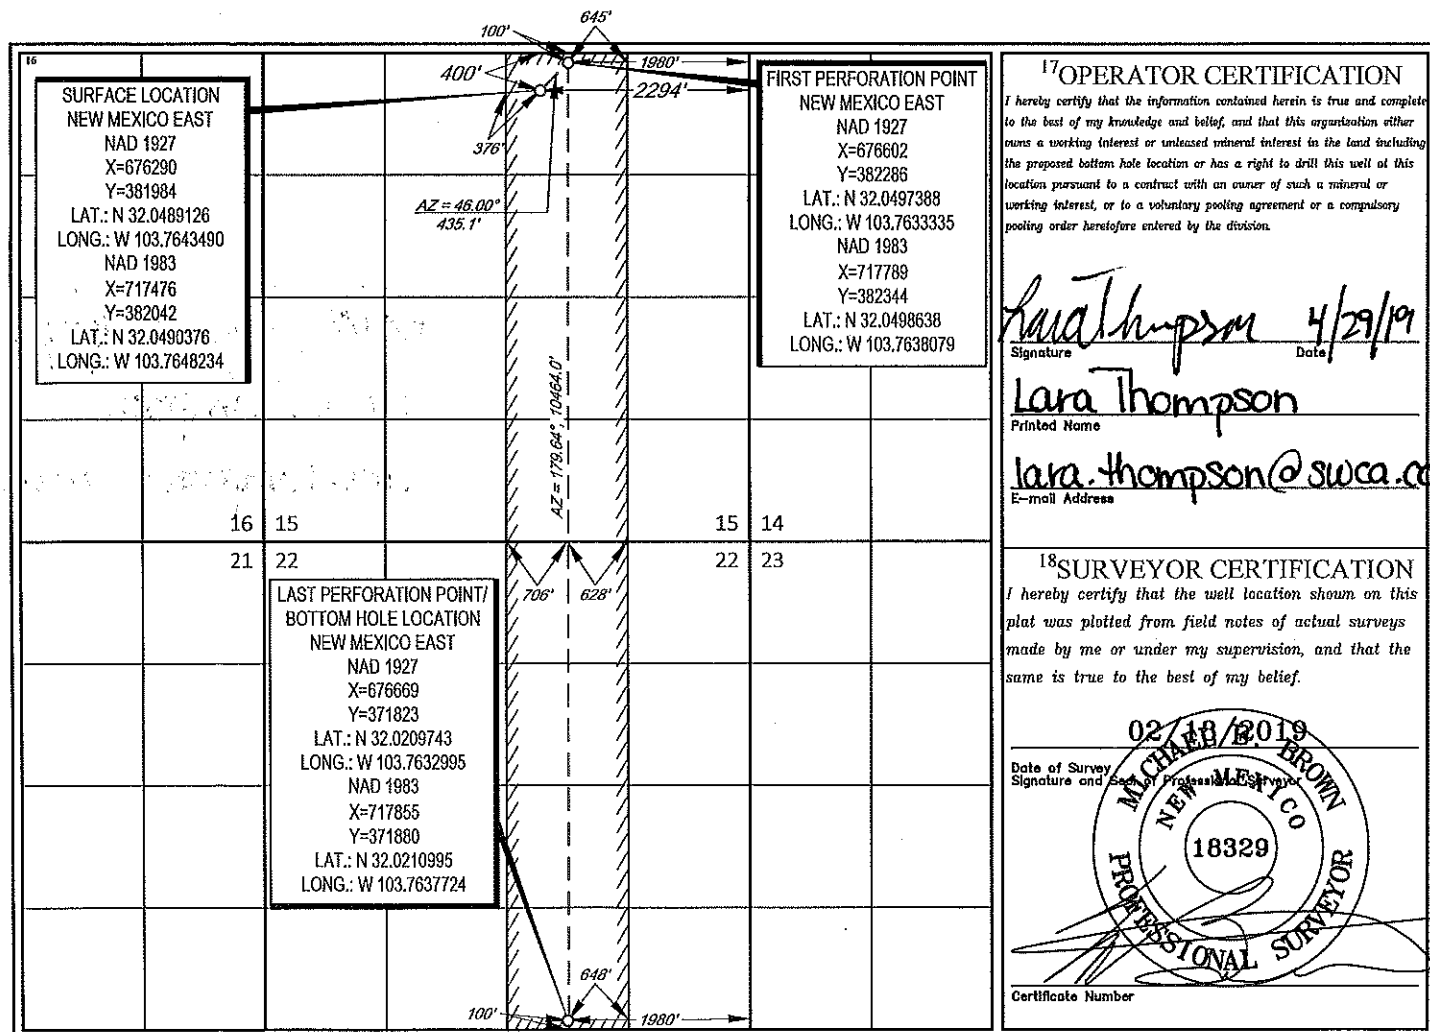 16
645'
100'
1980'
400'
2294'
376'
AZ = 46.00°
435.1'
SURFACE LOCATION
NEW MEXICO EAST
NAD 1927
X=676290
Y=381984
LAT.: N 32.0489126
LONG.: W 103.7643490
NAD 1983
X=717476
Y=382042
LAT.: N 32.0490376
LONG.: W 103.7648234
FIRST PERFORATION POINT
NEW MEXICO EAST
NAD 1927
X=676602
Y=382286
LAT.: N 32.0497388
LONG.: W 103.7633335
NAD 1983
X=717789
Y=382344
LAT.: N 32.0498638
LONG.: W 103.7638079
AZ = 179.64°, 10464.0'
16 15
15 14
21 22
22 23
706' 628'
LAST PERFORATION POINT/
BOTTOM HOLE LOCATION
NEW MEXICO EAST
NAD 1927
X=676669
Y=371823
LAT.: N 32.0209743
LONG.: W 103.7632995
NAD 1983
X=717855
Y=371880
LAT.: N 32.0210995
LONG.: W 103.7637724
648'
100'
1980'
17OPERATOR CERTIFICATION
I hereby certify that the information contained herein is true and complete
to the best of my knowledge and belief, and that this organization either
owns a working interest or unleased mineral interest in the land including
the proposed bottom hole location or has a right to drill this well at this
location pursuant to a contract with an owner of such a mineral or
working interest, or to a voluntary pooling agreement or a compulsory
pooling order heretofore entered by the division.
Lara Thompson 4/29/19
Signature Date
Lara Thompson
Printed Name
lara.thompson@swca.co
E-mail Address
18SURVEYOR CERTIFICATION
I hereby certify that the well location shown on this
plat was plotted from field notes of actual surveys
made by me or under my supervision, and that the
same is true to the best of my belief.
02/13/2019
Date of Survey
Signature and Seal of Professional Surveyor
MICHAEL B. BROWN
NEW MEXICO
18329
PROFESSIONAL SURVEYOR
Certificate Number